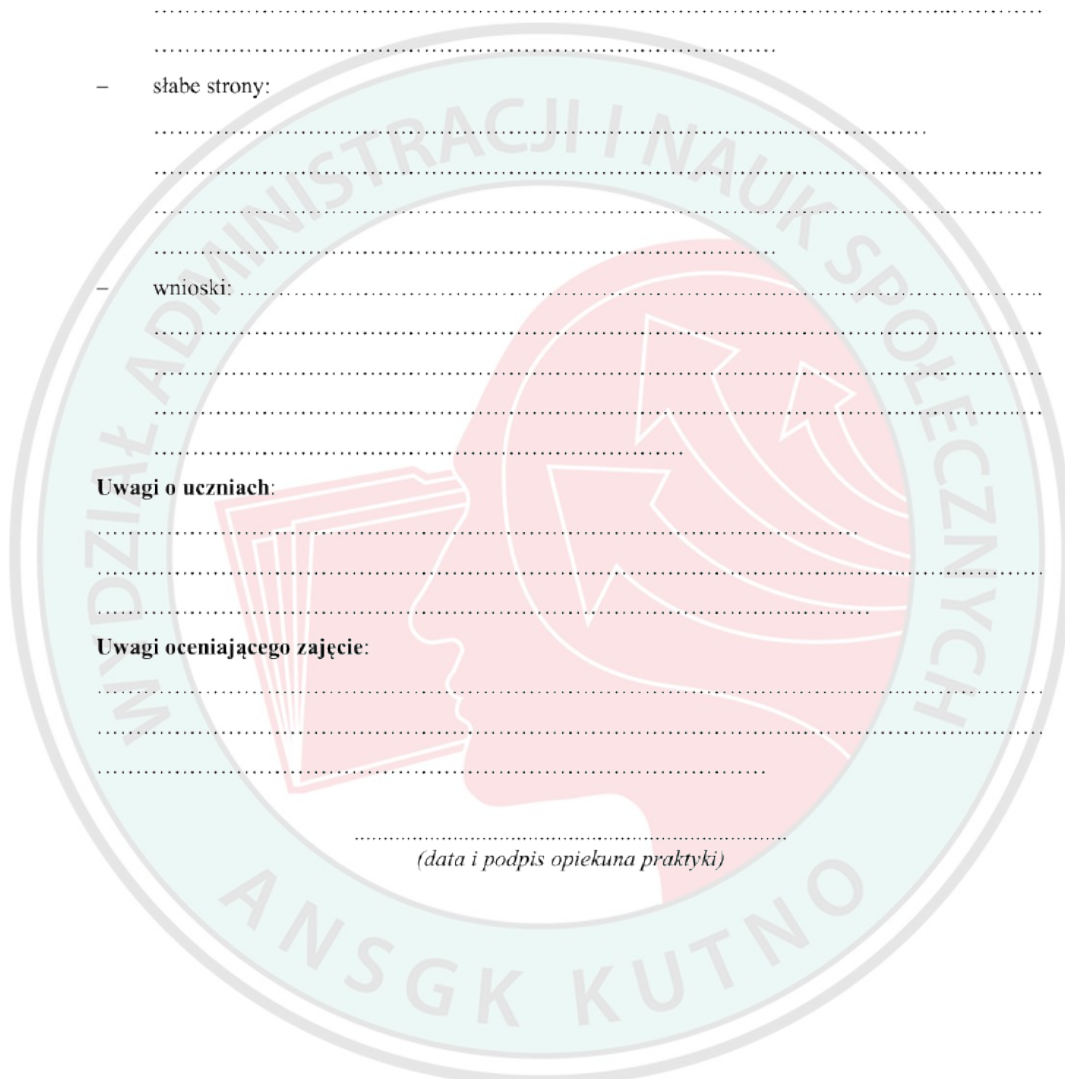 ................................................................................
................................................................................
– słabe strony:
................................................................................
................................................................................
................................................................................
................................................................................
– wnioski: ................................................................................
................................................................................
................................................................................
................................................................................
................................................................................
Uwagi o uczniach:
................................................................................
................................................................................
................................................................................
Uwagi oceniającego zajęcie:
................................................................................
................................................................................
................................................................................
................................................................................
(data i podpis opiekuna praktyki)
WYDZIAŁ ADMINISTRACJI I NAUK SPOŁECZNYCH
ANSGK KUTNO